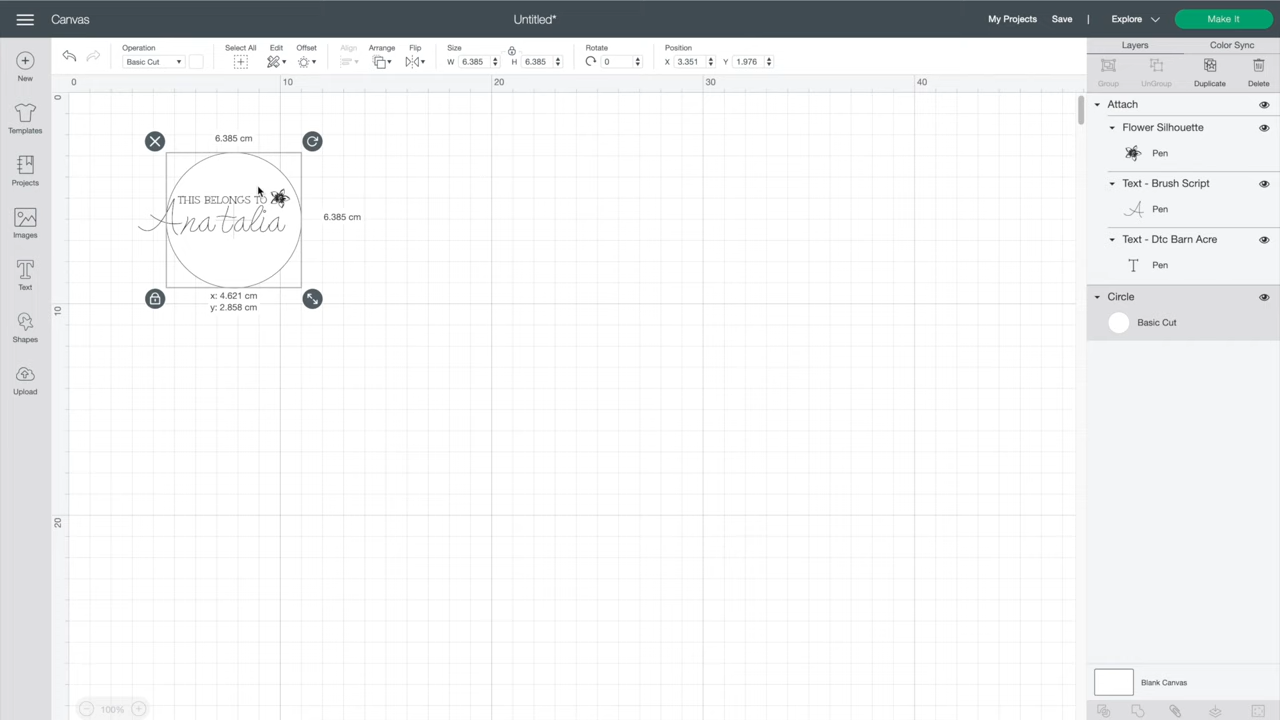 Canvas
Untitled*
My Projects
Save
|
Explore
Make It
Operation
Basic Cut
Select All
Edit
Offset
Align
Arrange
Flip
Size
W 6.385
H 6.385
Rotate
0
Position
X 3.351
Y 1.976
Layers
Color Sync
Group
UnGroup
Duplicate
Delete
New
Templates
Projects
Images
Text
Shapes
Upload
0
10
20
30
40
0
10
20
6.385 cm
THIS BELONGS TO
Anatalia
6.385 cm
x: 4.621 cm
y: 2.858 cm
Attach
Flower Silhouette
Pen
Text - Brush Script
A Pen
Text - Dtc Barn Acre
T Pen
Circle
Basic Cut
Blank Canvas
100%